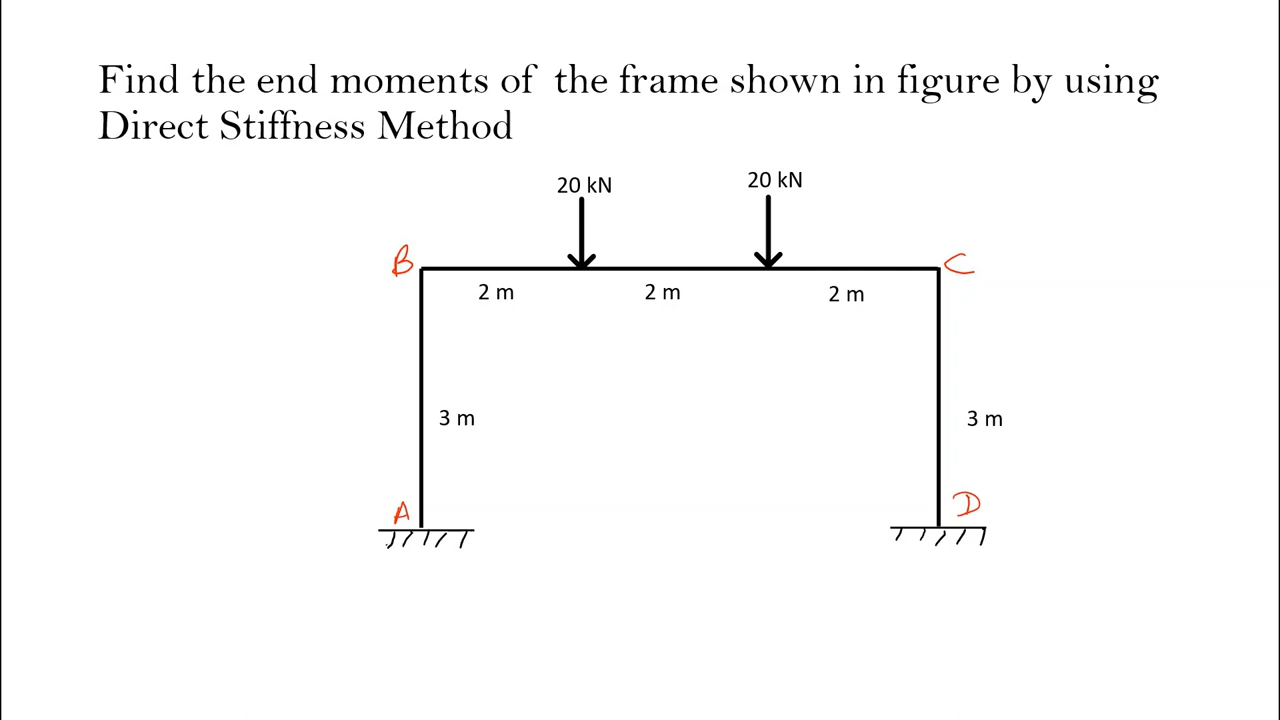 Find the end moments of the frame shown in figure by using
Direct Stiffness Method
20 kN
20 kN
B
C
2 m
2 m
2 m
3 m
3 m
A
D